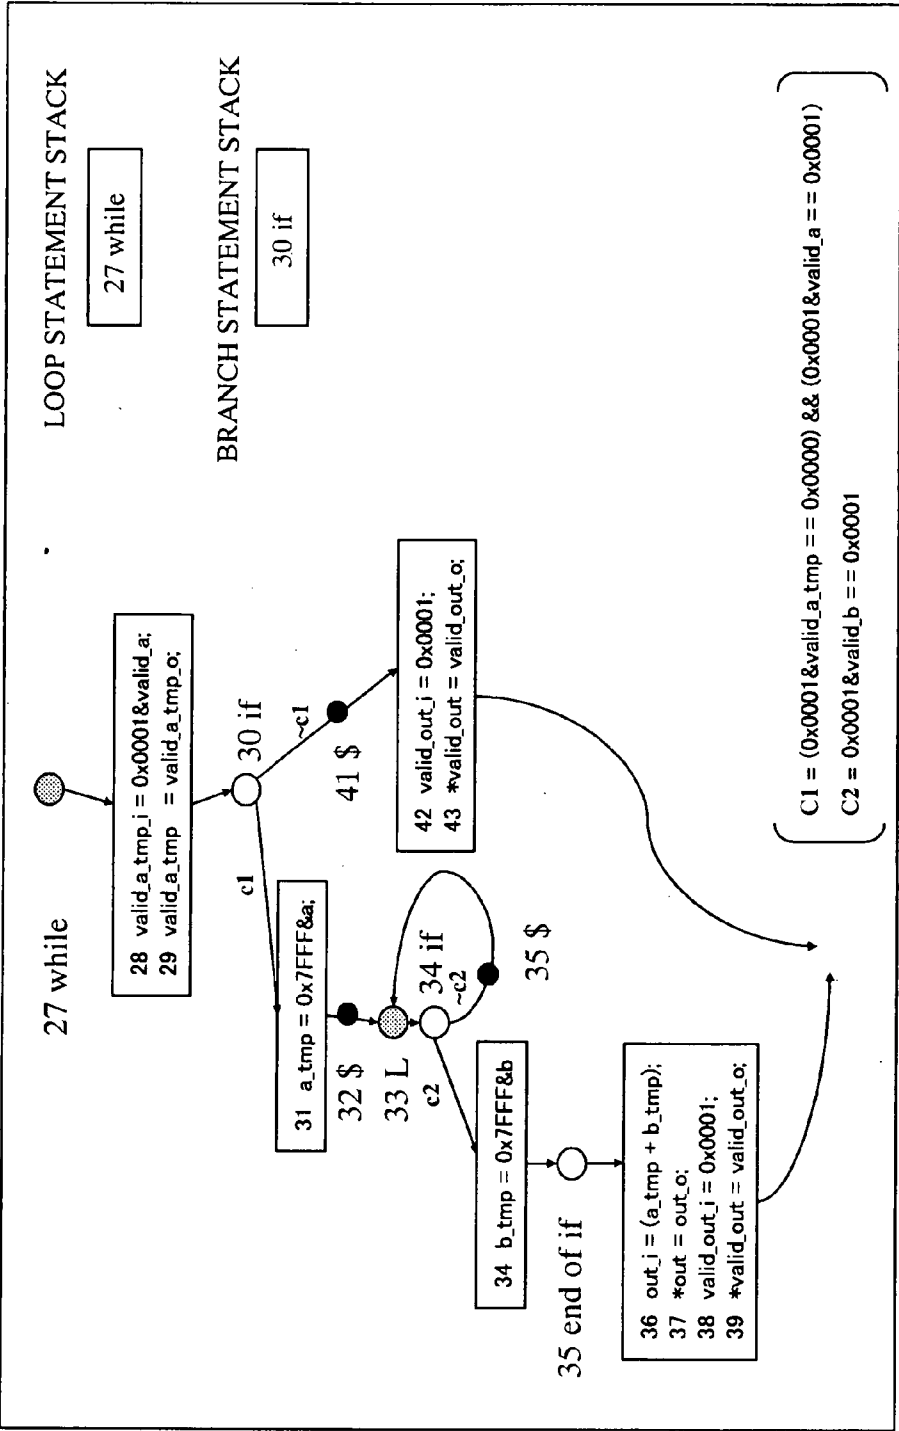 27 while
LOOP STATEMENT STACK
27 while
28 valid_a_tmp_i = 0x0001&valid_a;
29 valid_a_tmp = valid_a_tmp_o;
BRANCH STATEMENT STACK
30 if
30 if
c1
~c1
31 a_tmp = 0x7FFF&a;
41 $
32 $
42 valid_out_i = 0x0001;
43 *valid_out = valid_out_o;
33 L
34 if
c2
~c2
35 $
34 b_tmp = 0x7FFF&b
35 end of if
36 out_i = (a_tmp + b_tmp);
37 *out = out_o;
38 valid_out_i = 0x0001;
39 *valid_out = valid_out_o;
C1 = (0x0001&valid_a_tmp == 0x0000) && (0x0001&valid_a == 0x0001)
C2 = 0x0001&valid_b == 0x0001